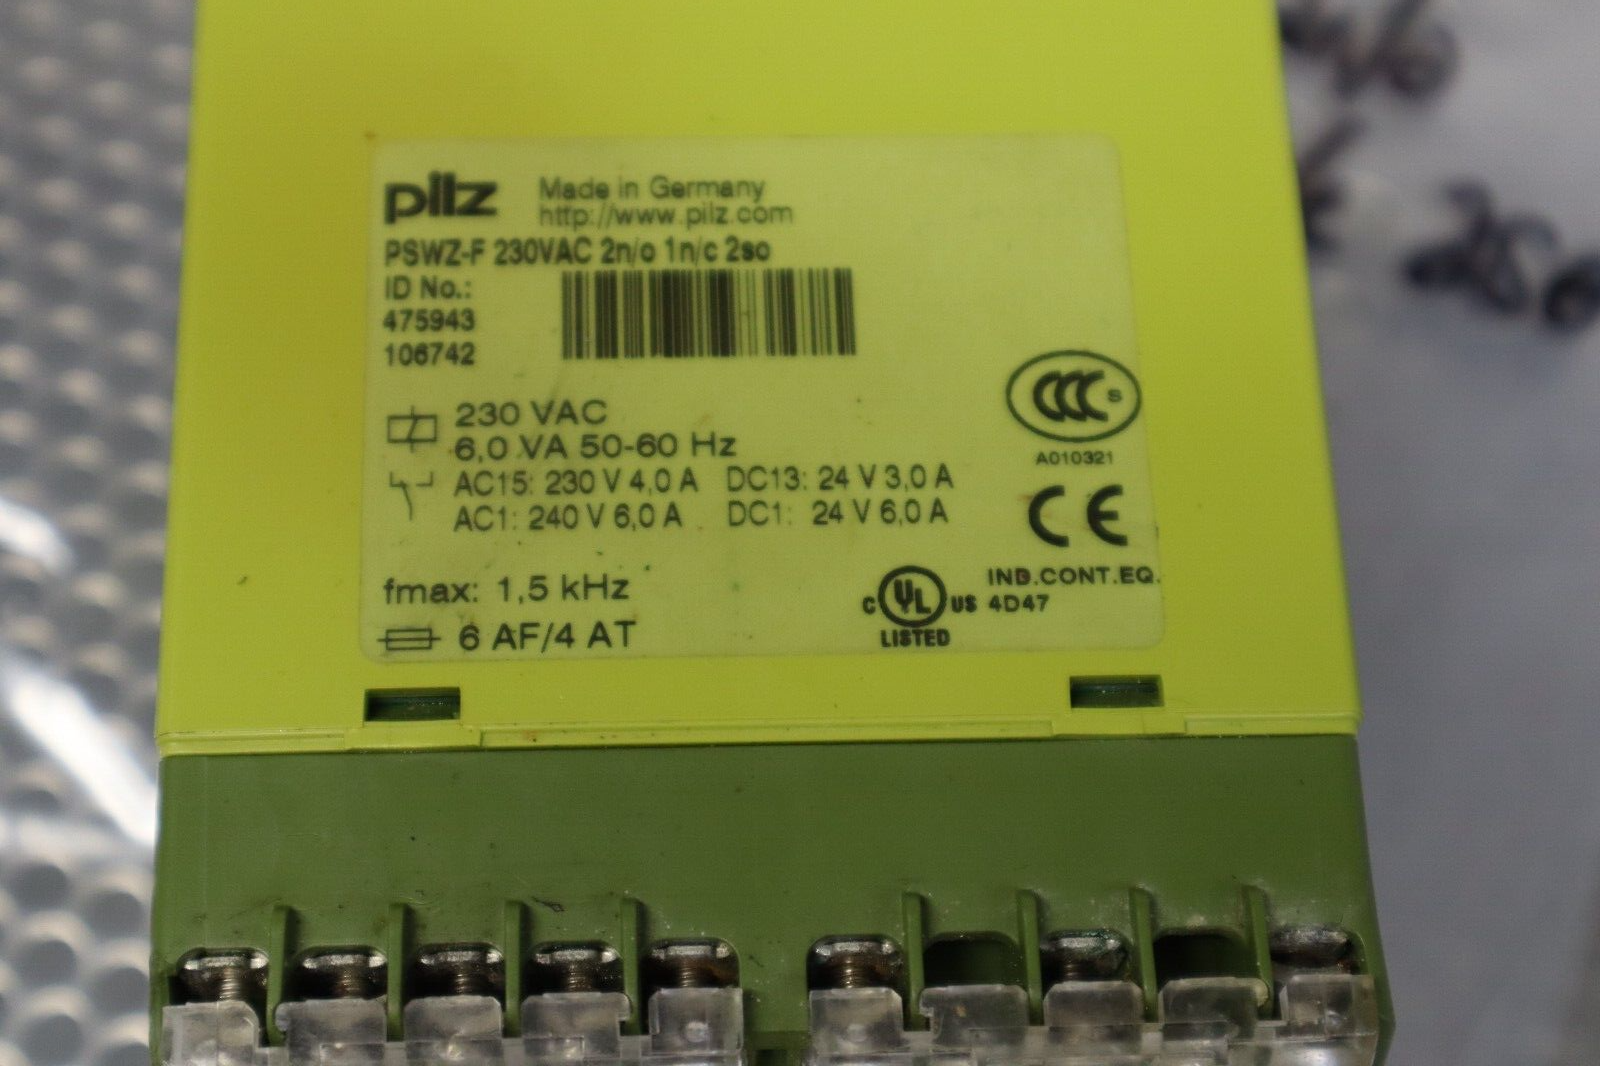 pilz
Made in Germany
http://www.pilz.com
PSWZ-F 230VAC 2n/o 1n/c 2so
ID No.:
475943
106742
230 VAC
6,0 VA 50-60 Hz
AC15: 230 V 4,0 A DC13: 24 V 3,0 A
AC1: 240 V 6,0 A DC1: 24 V 6,0 A
CCC S
A010321
CE
fmax: 1,5 kHz
6 AF/4 AT
C UL US
LISTED
IND.CONT.EQ.
4D47